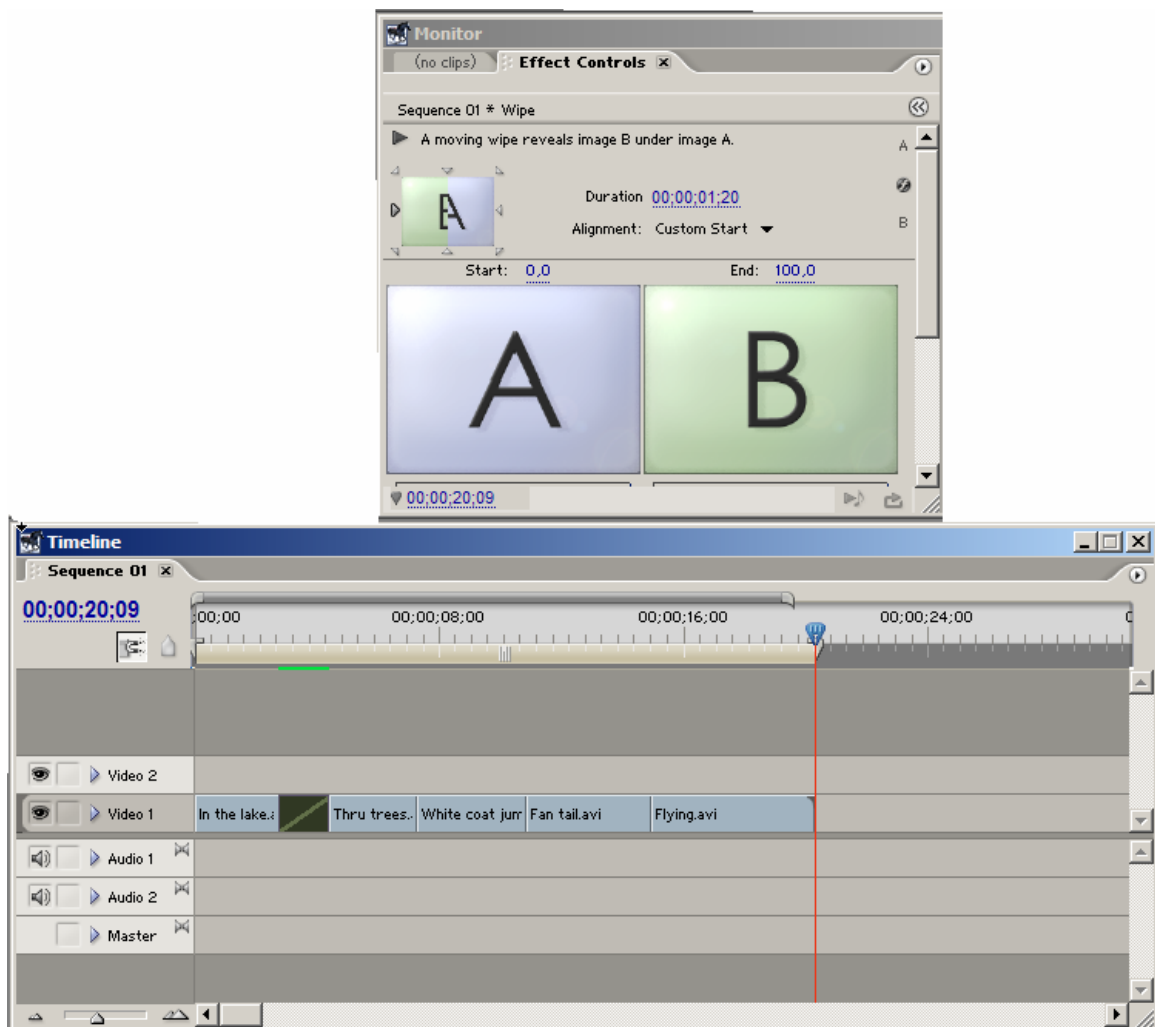 Monitor
(no clips) Effect Controls
Sequence 01 * Wipe
A moving wipe reveals image B under image A.
A
Duration 00;00;01;20
B
Alignment: Custom Start
Start: 0,0 End: 100,0
A B
00;00;20;09
Timeline
Sequence 01
00;00;20;09
;00;00 00;00;08;00 00;00;16;00 00;00;24;00
Video 2
Video 1 In the lake.a Thru trees. White coat jum Fan tail.avi Flying.avi
Audio 1
Audio 2
Master